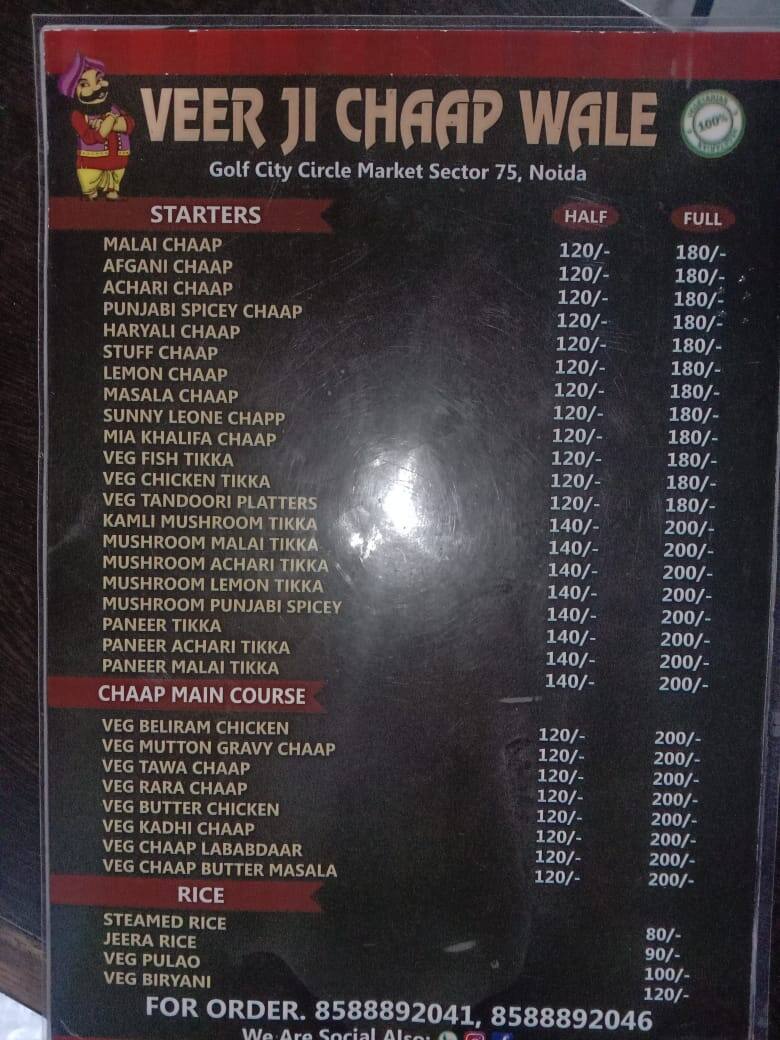 VEER JI CHAAP WALE
VEGETARIAN 100%
Golf City Circle Market Sector 75, Noida
STARTERS HALF FULL
MALAI CHAAP 120/- 180/-
AFGANI CHAAP 120/- 180/-
ACHARI CHAAP 120/- 180/-
PUNJABI SPICEY CHAAP 120/- 180/-
HARYALI CHAAP 120/- 180/-
STUFF CHAAP 120/- 180/-
LEMON CHAAP 120/- 180/-
MASALA CHAAP 120/- 180/-
SUNNY LEONE CHAPP 120/- 180/-
MIA KHALIFA CHAAP 120/- 180/-
VEG FISH TIKKA 120/- 180/-
VEG CHICKEN TIKKA 120/- 180/-
VEG TANDOORI PLATTERS
KAMLI MUSHROOM TIKKA 140/- 200/-
MUSHROOM MALAI TIKKA 140/- 200/-
MUSHROOM ACHARI TIKKA 140/- 200/-
MUSHROOM LEMON TIKKA 140/- 200/-
MUSHROOM PUNJABI SPICEY 140/- 200/-
PANEER TIKKA 140/- 200/-
PANEER ACHARI TIKKA 140/- 200/-
PANEER MALAI TIKKA 140/- 200/-
CHAAP MAIN COURSE
VEG BELIRAM CHICKEN 120/- 200/-
VEG MUTTON GRAVY CHAAP 120/- 200/-
VEG TAWA CHAAP 120/- 200/-
VEG RARA CHAAP 120/- 200/-
VEG BUTTER CHICKEN 120/- 200/-
VEG KADHI CHAAP 120/- 200/-
VEG CHAAP LABABDAAR 120/- 200/-
VEG CHAAP BUTTER MASALA 120/- 200/-
RICE
STEAMED RICE 80/-
JEERA RICE 90/-
VEG PULAO 100/-
VEG BIRYANI 120/-
FOR ORDER. 8588892041, 8588892046
We Are Social Also: